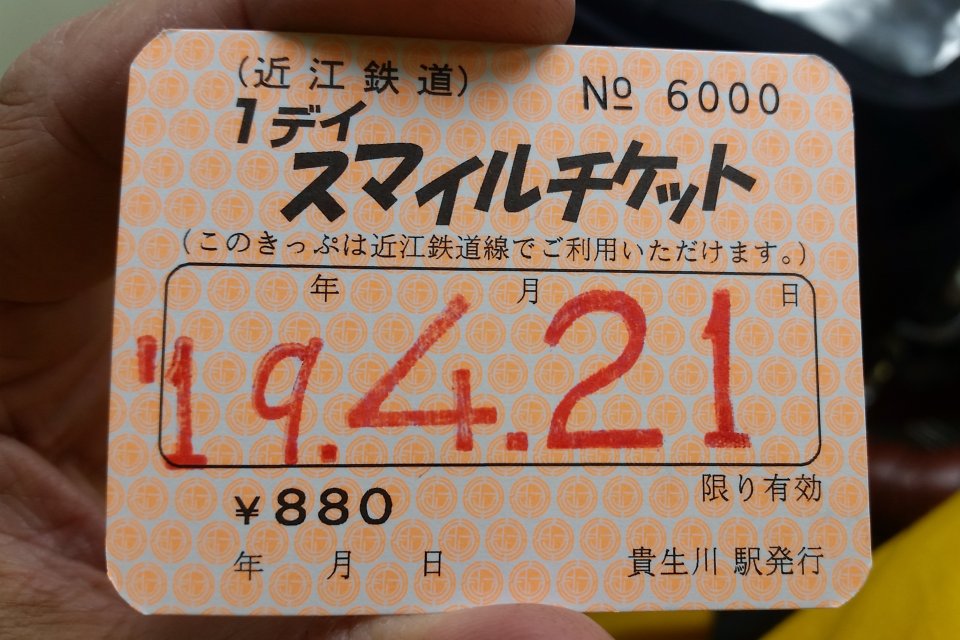 (近江鉄道) Nº 6000
1デイ
スマイルチケット
(このきっぷは近江鉄道線でご利用いただけます。)
年 月 日
'19.4.21
限り有効
¥880
年 月 日 貴生川 駅発行